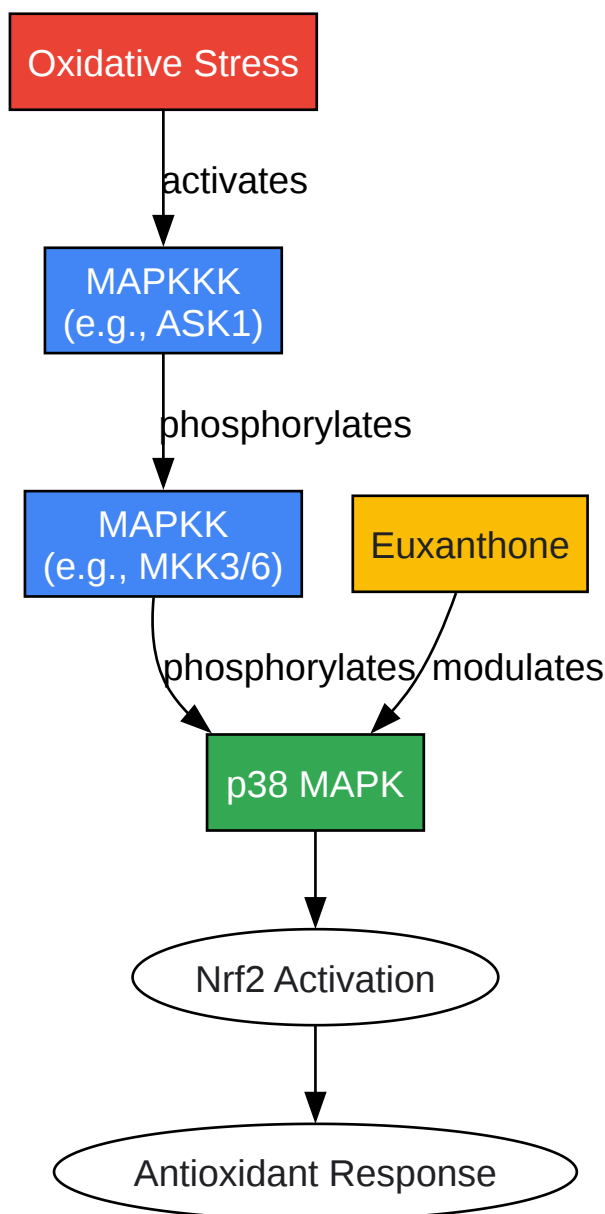 Oxidative Stress
activates
MAPKKK
(e.g., ASK1)
phosphorylates
MAPKK
(e.g., MKK3/6)
Euxanthone
phosphorylates
modulates
p38 MAPK
Nrf2 Activation
Antioxidant Response